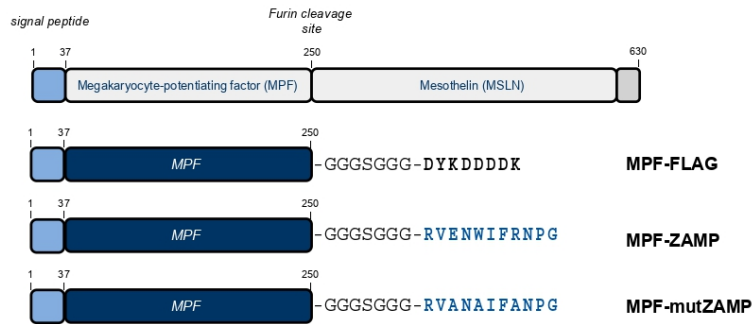 signal peptide
Furin cleavage
site
1 37 250 630
Megakaryocyte-potentiating factor (MPF) Mesothelin (MSLN)
1 37 250
MPF -GGGSGGG-DYKDDDDK MPF-FLAG
1 37 250
MPF -GGGSGGG-RVENWIFRNPG MPF-ZAMP
1 37 250
MPF -GGGSGGG-RVANAIFANPG MPF-mutZAMP